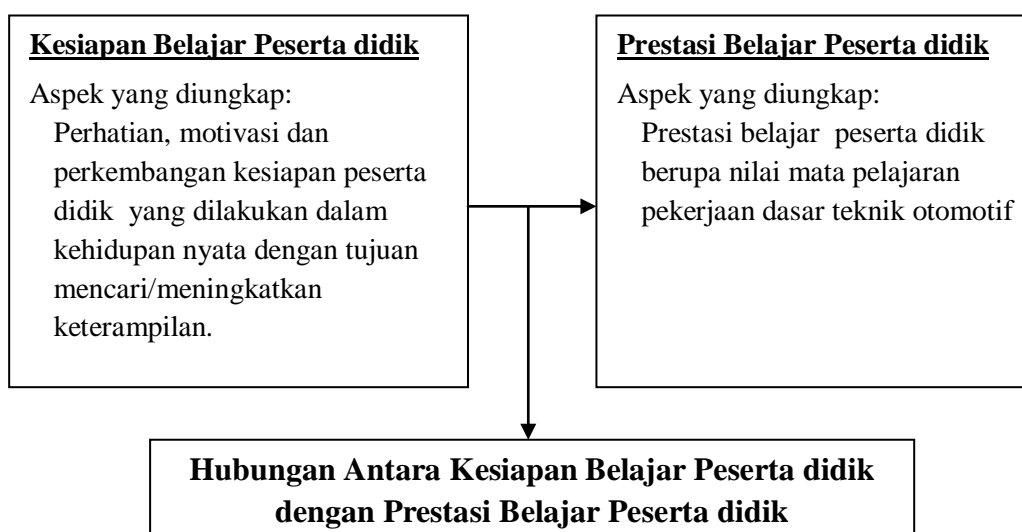 Kesiapan Belajar Peserta didik
Aspek yang diungkap:
Perhatian, motivasi dan
perkembangan kesiapan peserta
didik yang dilakukan dalam
kehidupan nyata dengan tujuan
mencari/meningkatkan
keterampilan.
Prestasi Belajar Peserta didik
Aspek yang diungkap:
Prestasi belajar peserta didik
berupa nilai mata pelajaran
pekerjaan dasar teknik otomotif
Hubungan Antara Kesiapan Belajar Peserta didik
dengan Prestasi Belajar Peserta didik